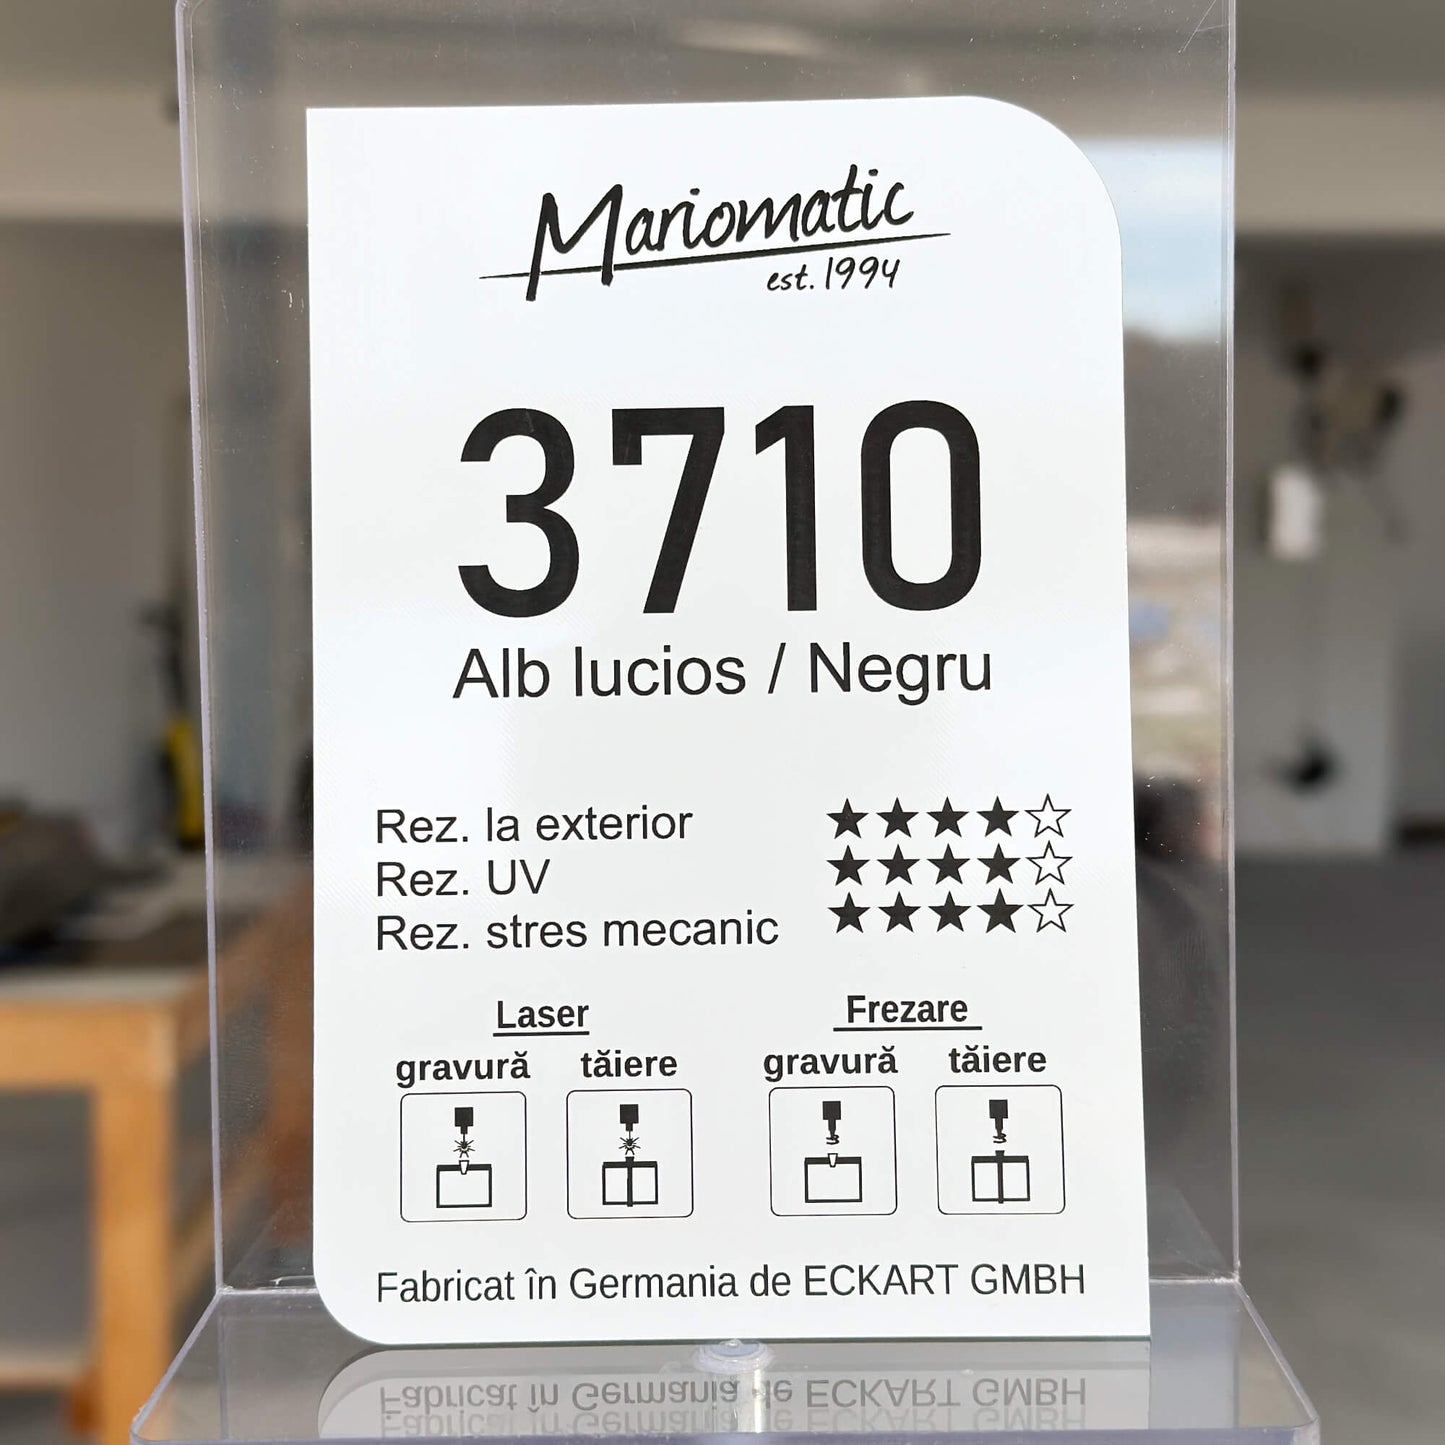 Mariomatic
est. 1994
3710
Alb lucios / Negru
Rez. la exterior ★★★★☆
Rez. UV ★★★★☆
Rez. stres mecanic ★★★★☆
Laser Frezare
gravură tăiere gravură tăiere
Fabricat în Germania de ECKART GMBH